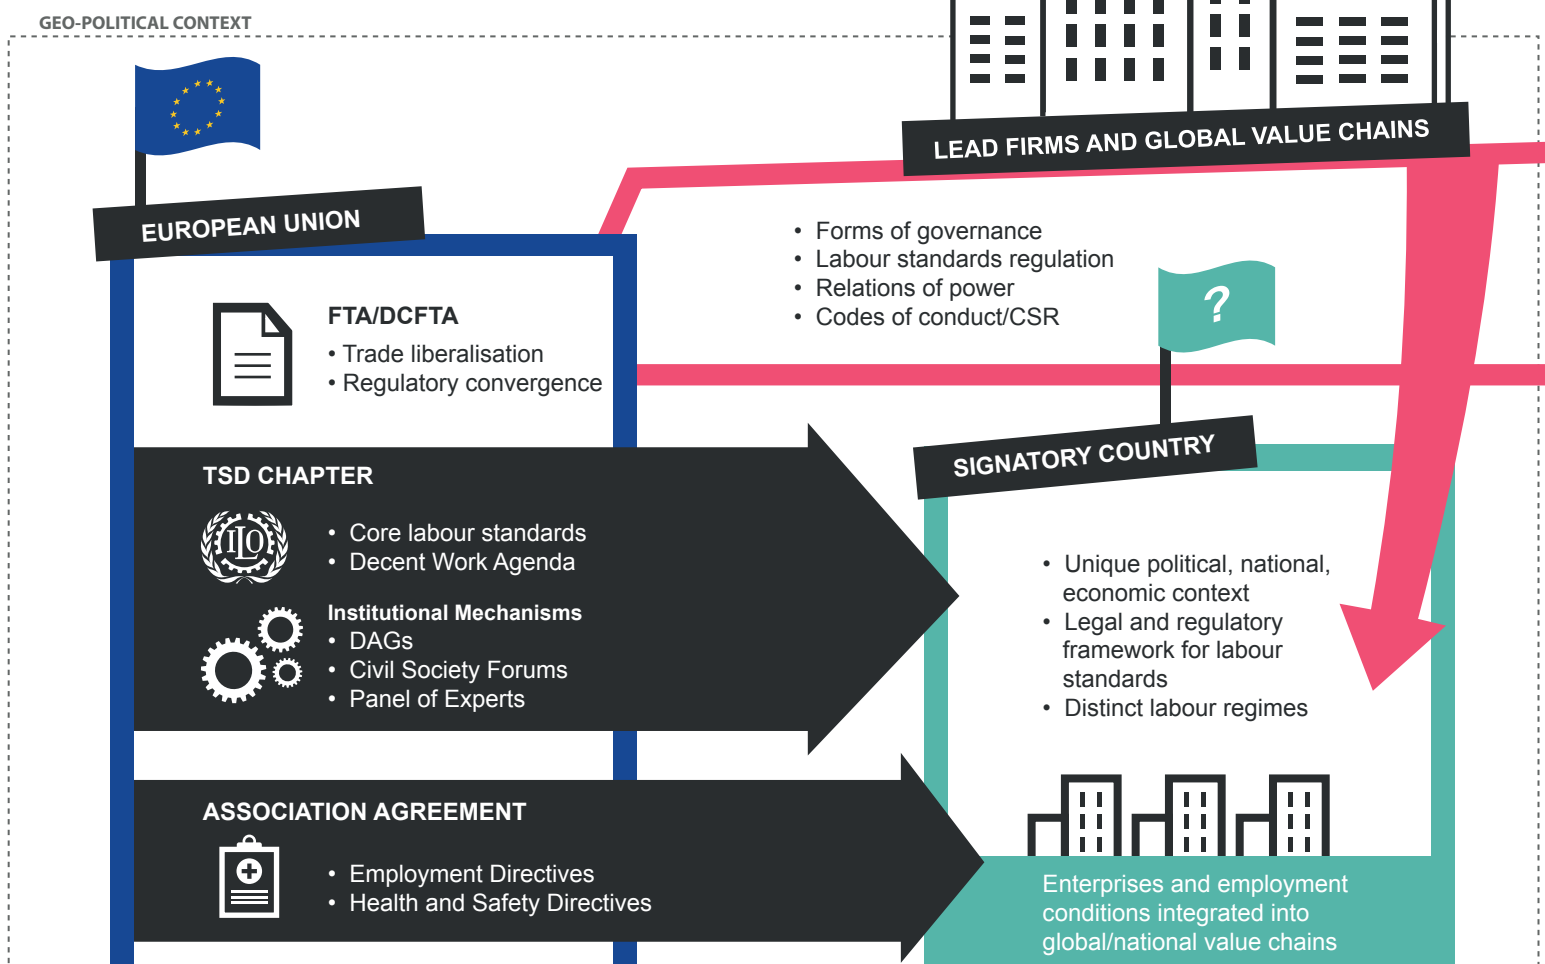 GEO-POLITICAL CONTEXT
LEAD FIRMS AND GLOBAL VALUE CHAINS
• Forms of governance
• Labour standards regulation
• Relations of power
• Codes of conduct/CSR
EUROPEAN UNION
FTA/DCFTA
• Trade liberalisation
• Regulatory convergence
TSD CHAPTER
ILO
• Core labour standards
• Decent Work Agenda
Institutional Mechanisms
• DAGs
• Civil Society Forums
• Panel of Experts
ASSOCIATION AGREEMENT
• Employment Directives
• Health and Safety Directives
?
SIGNATORY COUNTRY
• Unique political, national,
economic context
• Legal and regulatory
framework for labour
standards
• Distinct labour regimes
Enterprises and employment
conditions integrated into
global/national value chains